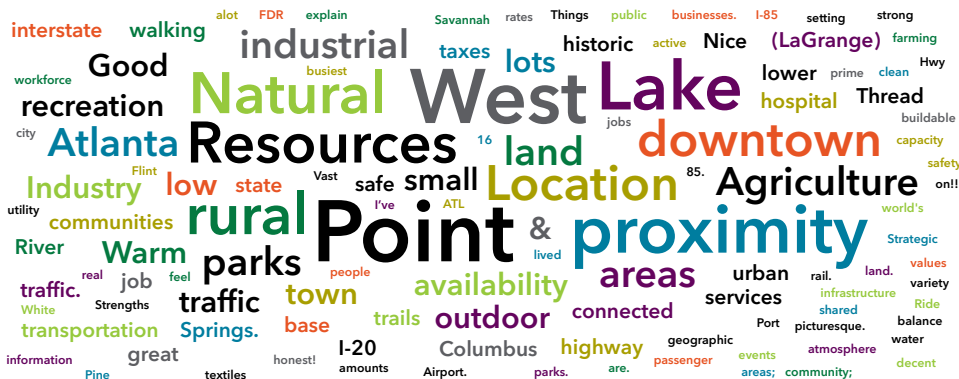 alot FDR explain Savannah rates Things public businesses. I-85 setting strong
interstate walking industrial taxes historic active Nice (LaGrange) farming
Good busiest lots lower prime clean Hwy
workforce Natural West Lake hospital Thread
recreation jobs buildable
city Atlanta Resources 16 land downtown capacity
Flint safety
Industry low state Vast safe small Location 85. Agriculture on!!
utility communities rural I've ATL Point & proximity world's
River Warm lived Strategic
real job feel parks people areas urban rail. land. values
traffic. availability variety
White Strengths traffic town services infrastructure Ride
transportation Springs. base trails outdoor connected shared
Port picturesque. balance
information great honest! I-20 Columbus highway geographic atmosphere water
amounts passenger events decent
Pine textiles Airport. parks. are. areas; community;